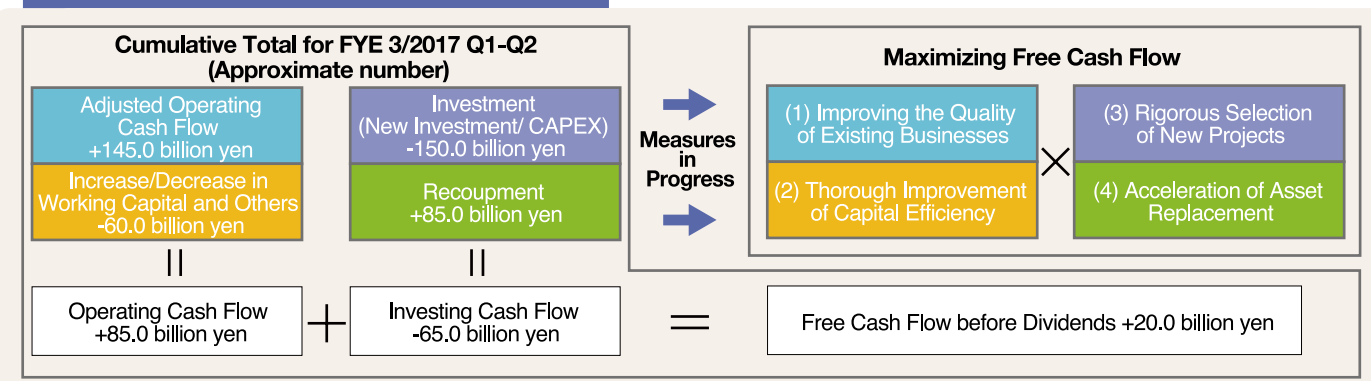 Cumulative Total for FYE 3/2017 Q1-Q2
(Approximate number)
Adjusted Operating
Cash Flow
+145.0 billion yen
Increase/Decrease in
Working Capital and Others
-60.0 billion yen
Investment
(New Investment/ CAPEX)
-150.0 billion yen
Recoupment
+85.0 billion yen
Measures
in
Progress
Maximizing Free Cash Flow
(1) Improving the Quality
of Existing Businesses
(2) Thorough Improvement
of Capital Efficiency
×
(3) Rigorous Selection
of New Projects
(4) Acceleration of Asset
Replacement
=
=
Operating Cash Flow
+85.0 billion yen
+
Investing Cash Flow
-65.0 billion yen
=
Free Cash Flow before Dividends +20.0 billion yen